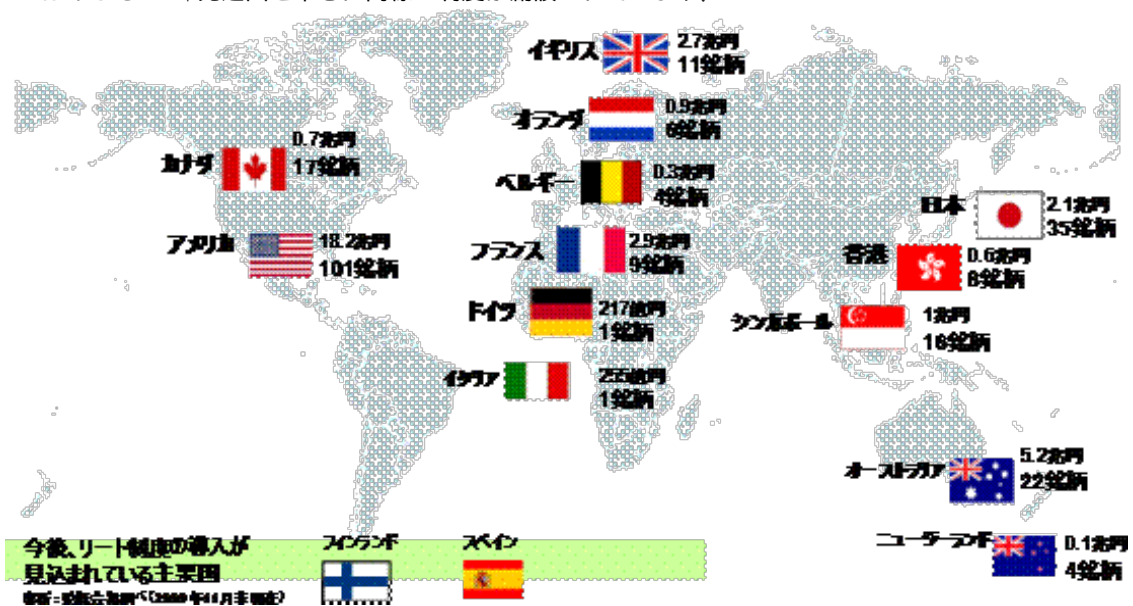 イギリス
2.7兆円
11銘柄
オランダ
0.9兆円
6銘柄
カナダ
0.7兆円
17銘柄
ベルギー
0.3兆円
4銘柄
日本
2.1兆円
35銘柄
アメリカ
18.2兆円
101銘柄
フランス
2.9兆円
9銘柄
香港
0.6兆円
8銘柄
ドイツ
217億円
1銘柄
シンガポール
1兆円
16銘柄
イタリア
1銘柄
オーストラリア
5.2兆円
22銘柄
ニュージーランド
0.1兆円
4銘柄
今後、リート制度の導入が
見込まれている主要国
フィンランド
スペイン